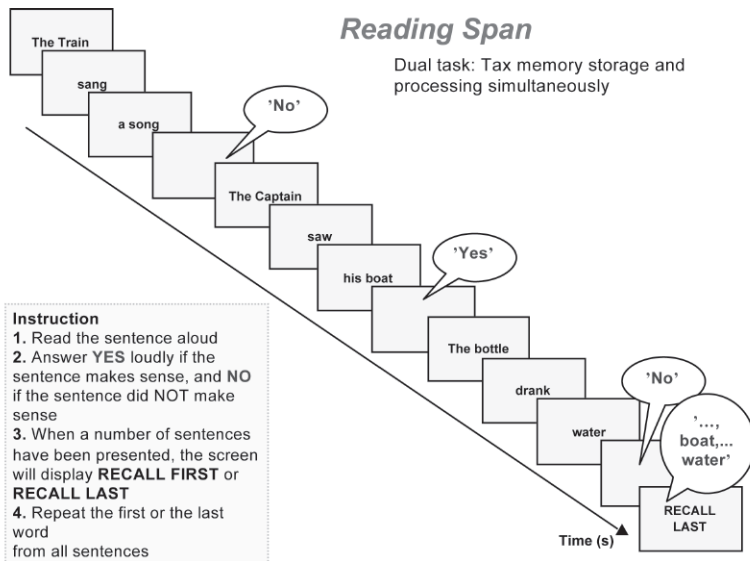 Reading Span
Dual task: Tax memory storage and
processing simultaneously
The Train
sang
a song
'No'
The Captain
saw
his boat
'Yes'
The bottle
drank
water
'No'
'...,
boat,...
water'
RECALL
LAST
Time (s)
Instruction
1. Read the sentence aloud
2. Answer YES loudly if the
sentence makes sense, and NO
if the sentence did NOT make
sense
3. When a number of sentences
have been presented, the screen
will display RECALL FIRST or
RECALL LAST
4. Repeat the first or the last
word
from all sentences